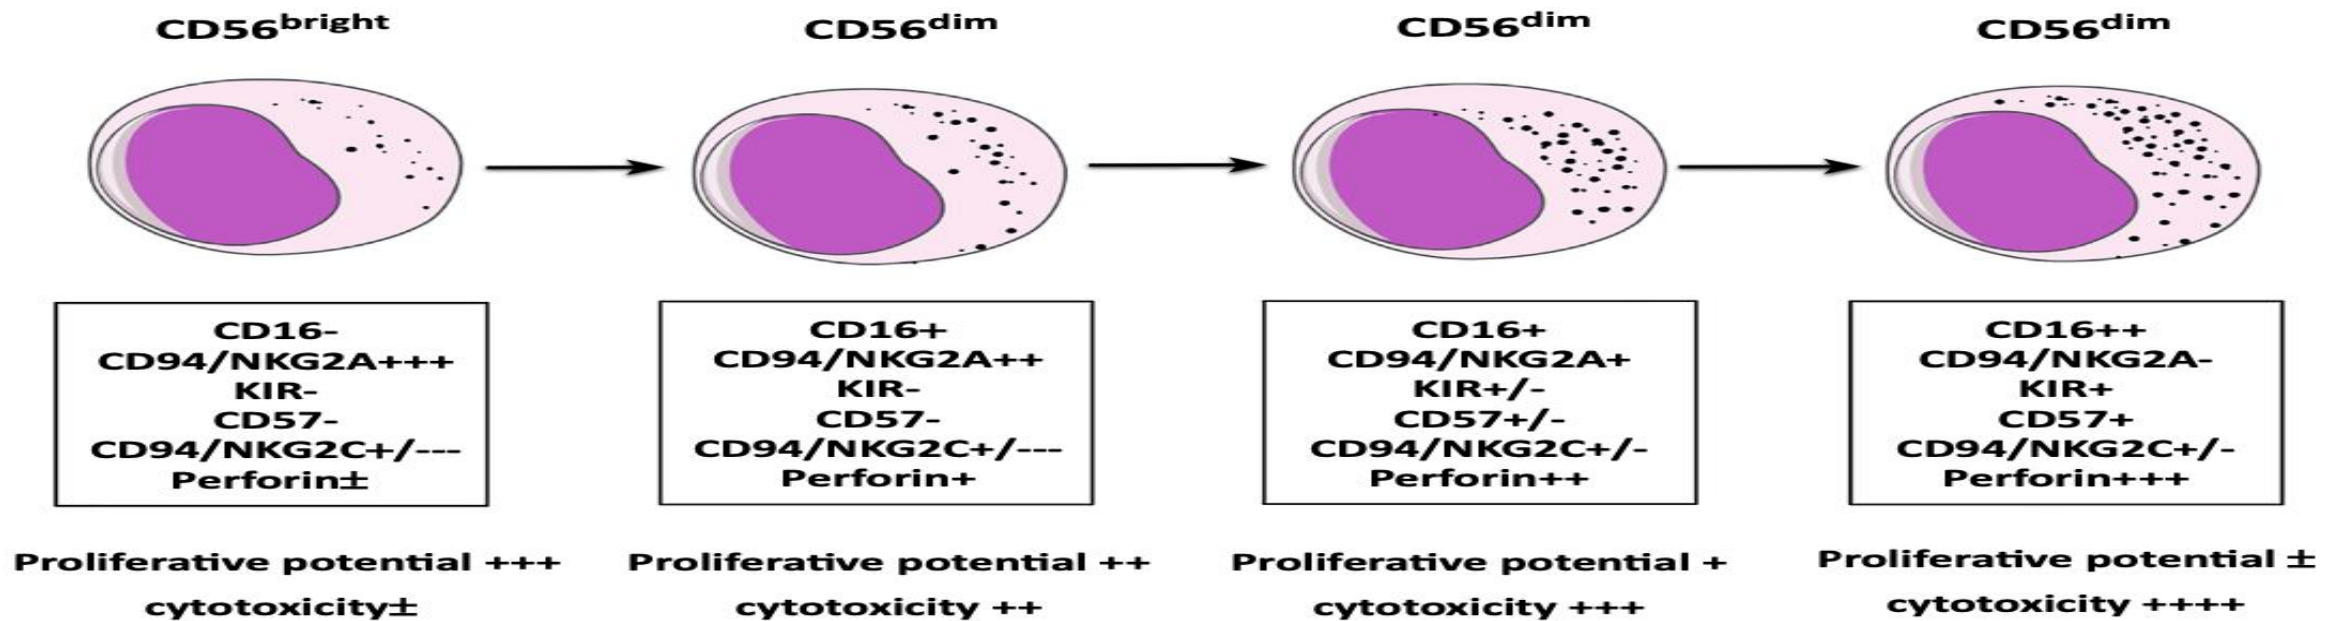 CD56bright
CD56dim
CD56dim
CD56dim
CD16-
CD94/NKG2A+++
KIR-
CD57-
CD94/NKG2C+/---
Perforin±
CD16+
CD94/NKG2A++
KIR-
CD57-
CD94/NKG2C+/---
Perforin+
CD16+
CD94/NKG2A+
KIR+/-
CD57+/-
CD94/NKG2C+/-
Perforin++
CD16++
CD94/NKG2A-
KIR+
CD57+
CD94/NKG2C+/-
Perforin+++
Proliferative potential +++
cytotoxicity±
Proliferative potential ++
cytotoxicity ++
Proliferative potential +
cytotoxicity +++
Proliferative potential ±
cytotoxicity ++++